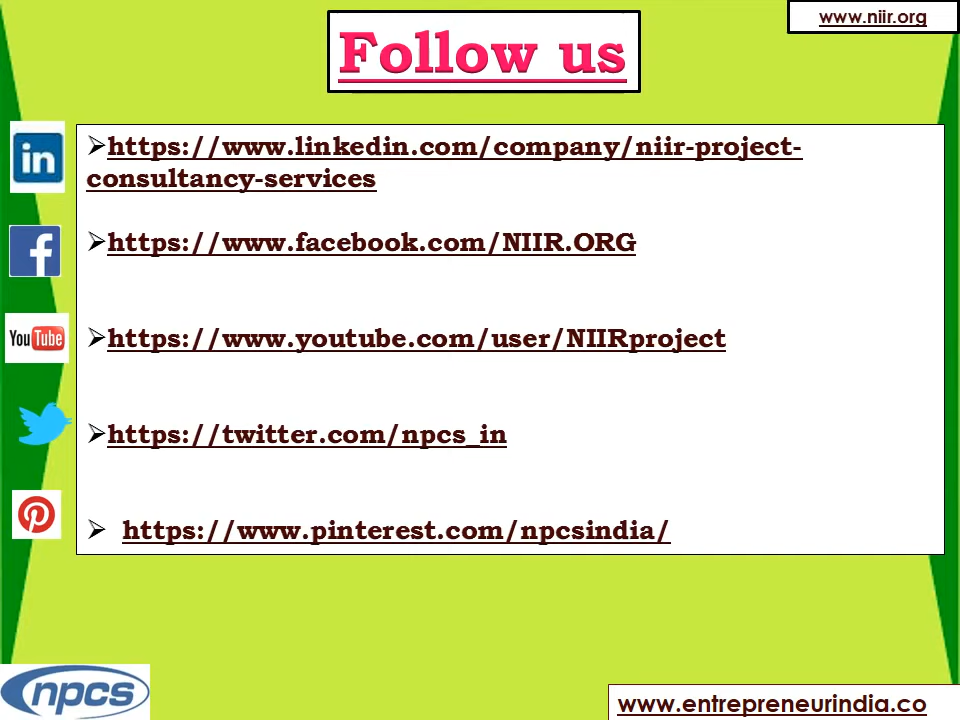 www.niir.org
Follow us
in
➢https://www.linkedin.com/company/niir-project-
consultancy-services
f
➢https://www.facebook.com/NIIR.ORG
YouTube
➢https://www.youtube.com/user/NIIRproject
➢https://twitter.com/npcs_in
➢ https://www.pinterest.com/npcsindia/
npcs
www.entrepreneurindia.co